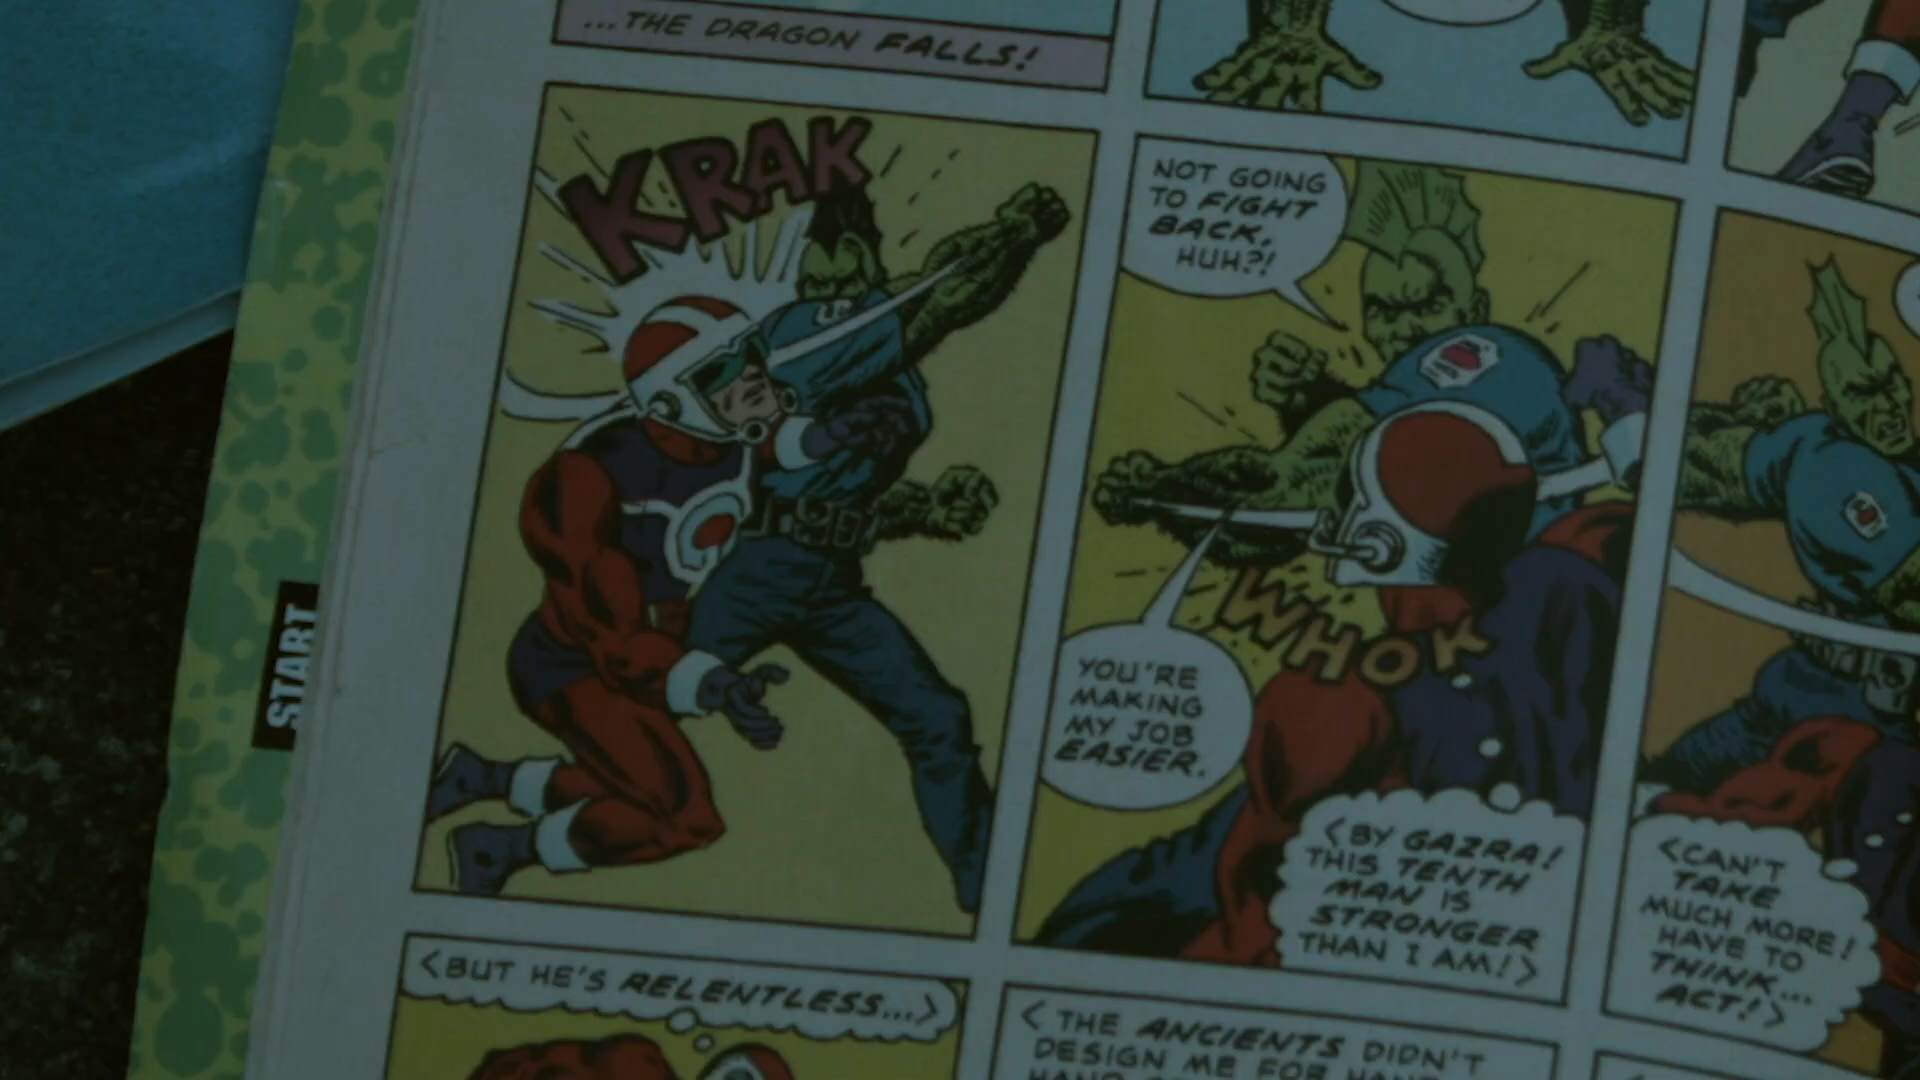 ...THE DRAGON FALLS!
KRAK
NOT GOING
TO FIGHT
BACK,
HUH?!
YOU'RE
MAKING
MY JOB
EASIER.
WHOK
<BY GAZRA!
THIS TENTH
MAN IS
STRONGER
THAN I AM!>
<CAN'T
TAKE
MUCH MORE!
HAVE TO
THINK...
ACT!>
START
<BUT HE'S RELENTLESS...>
<THE ANCIENTS DIDN'T
DESIGN ME FOR